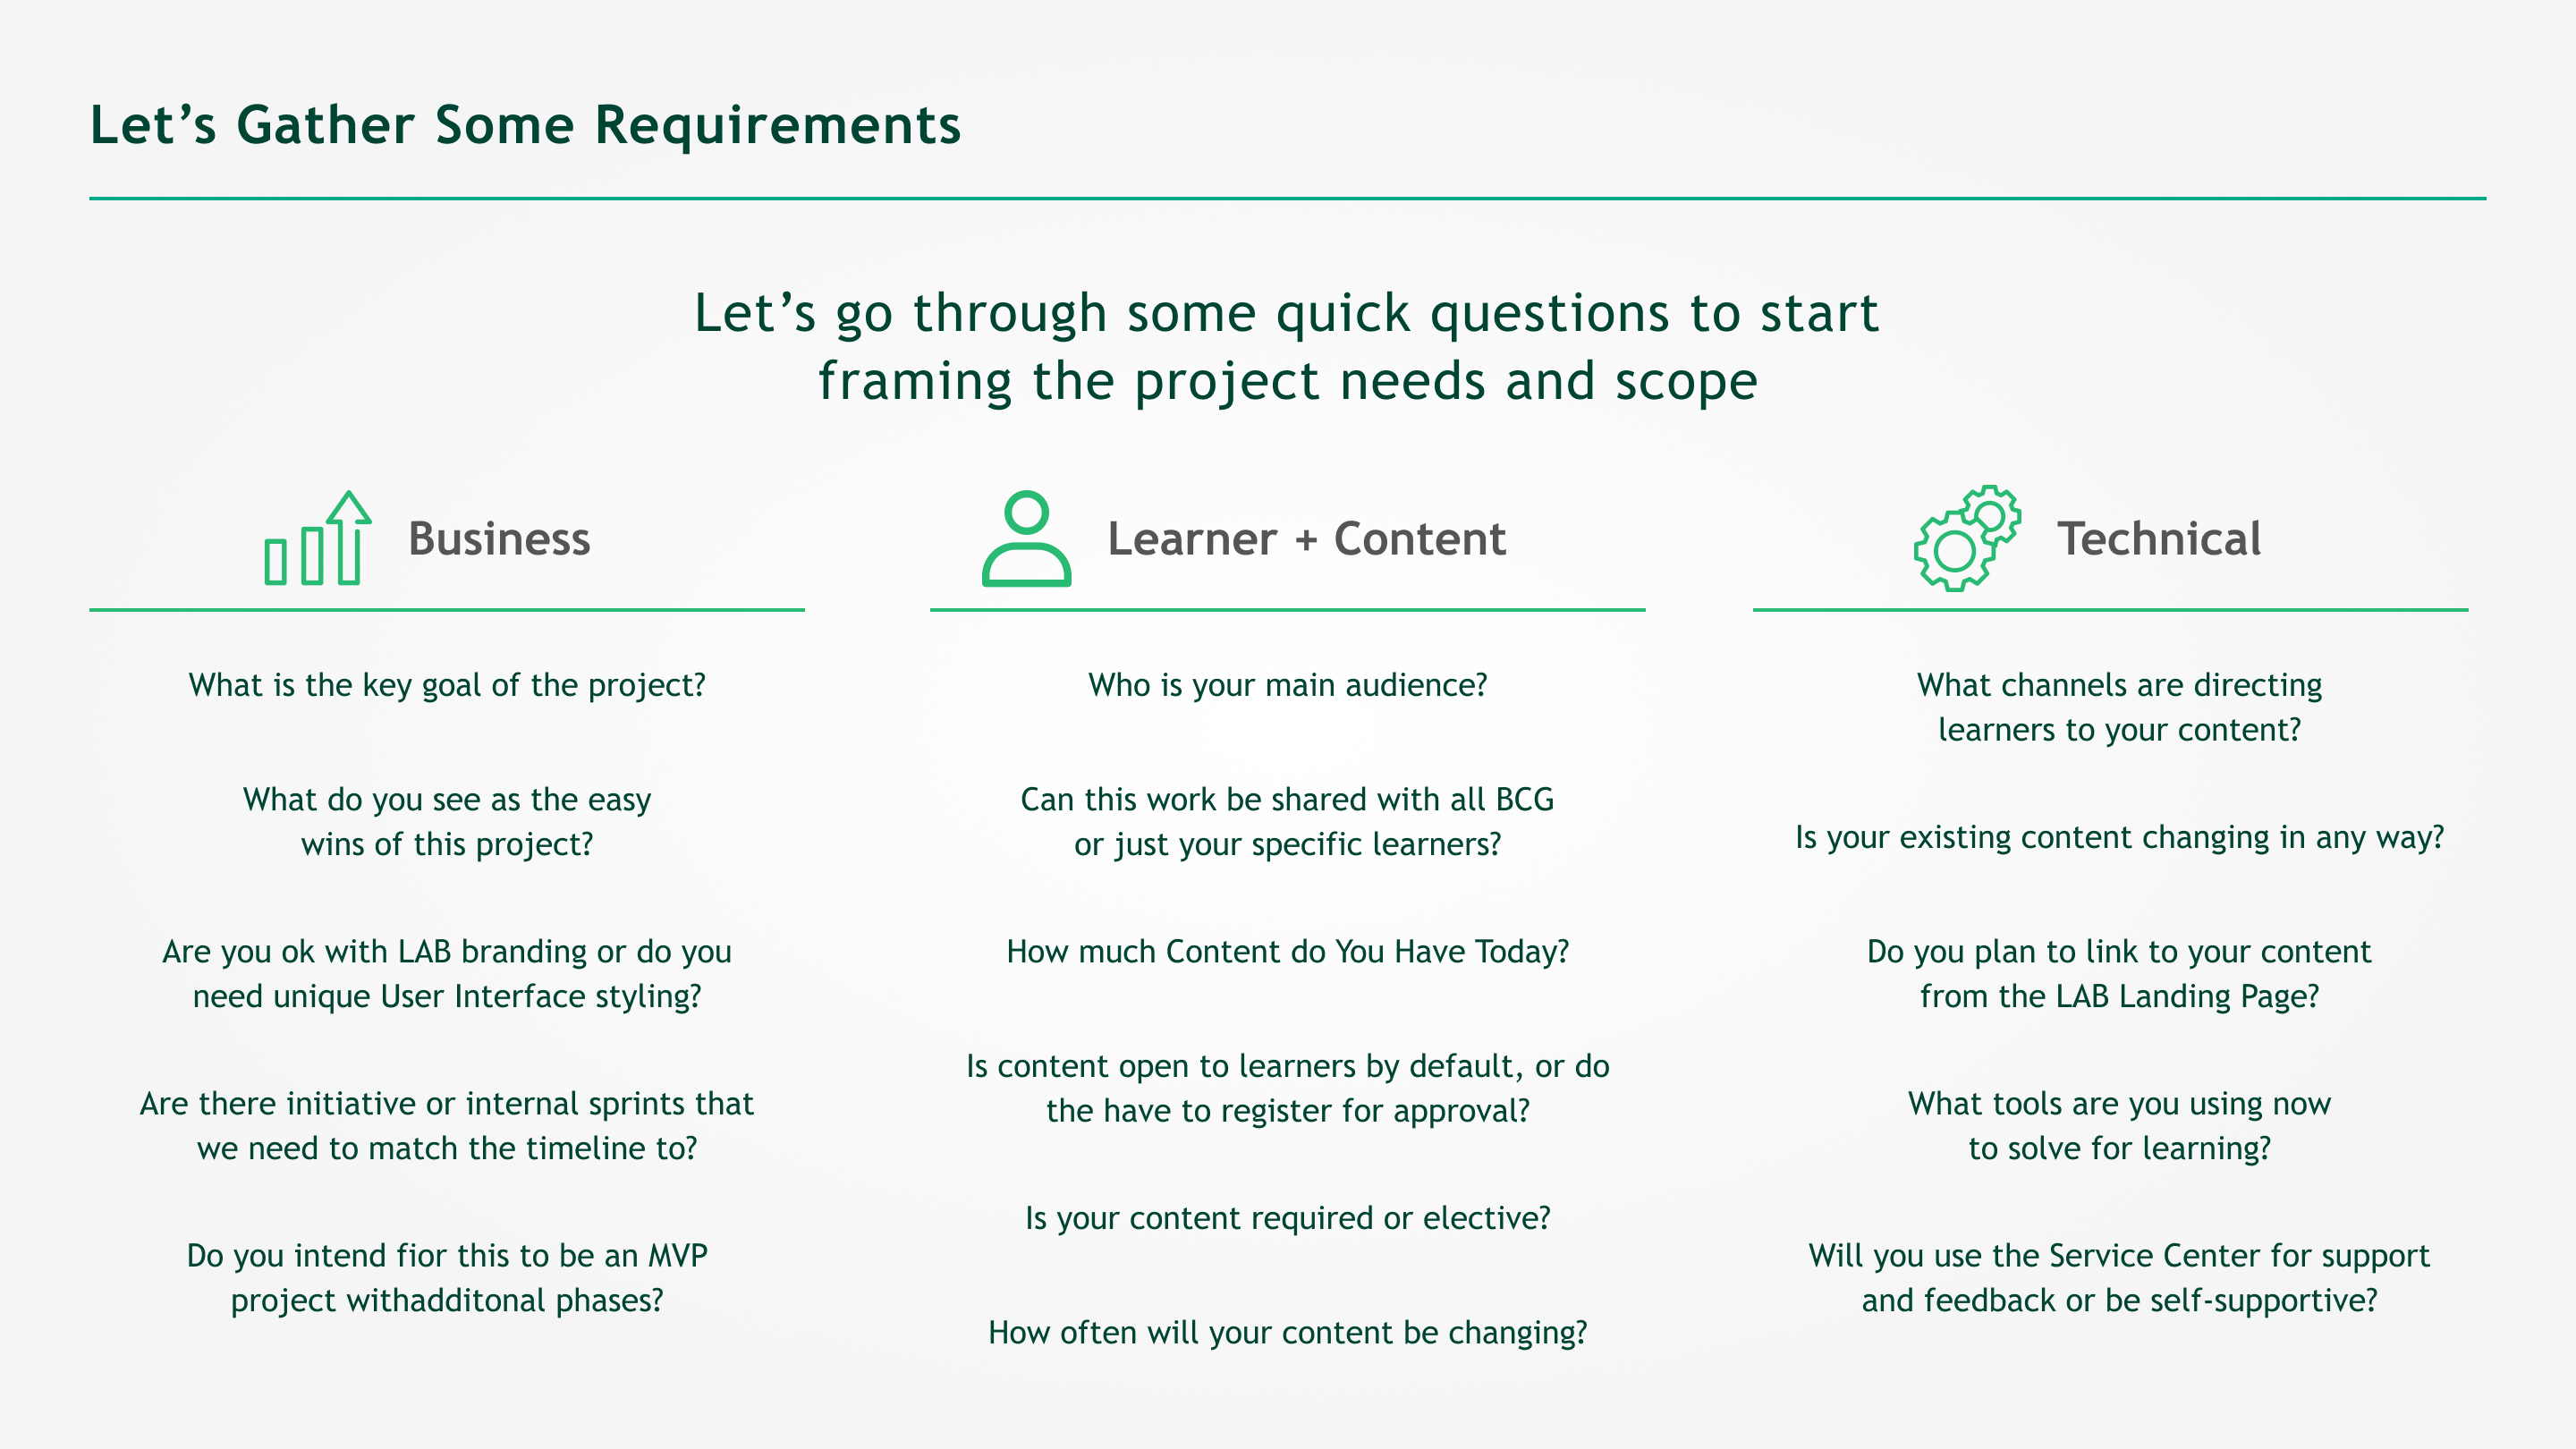 Let’s Gather Some Requirements
Let’s go through some quick questions to start
framing the project needs and scope
Business
What is the key goal of the project?
What do you see as the easy
wins of this project?
Are you ok with LAB branding or do you
need unique User Interface styling?
Are there initiative or internal sprints that
we need to match the timeline to?
Do you intend fior this to be an MVP
project withadditonal phases?
Learner + Content
Who is your main audience?
Can this work be shared with all BCG
or just your specific learners?
How much Content do You Have Today?
Is content open to learners by default, or do
the have to register for approval?
Is your content required or elective?
How often will your content be changing?
Technical
What channels are directing
learners to your content?
Is your existing content changing in any way?
Do you plan to link to your content
from the LAB Landing Page?
What tools are you using now
to solve for learning?
Will you use the Service Center for support
and feedback or be self-supportive?